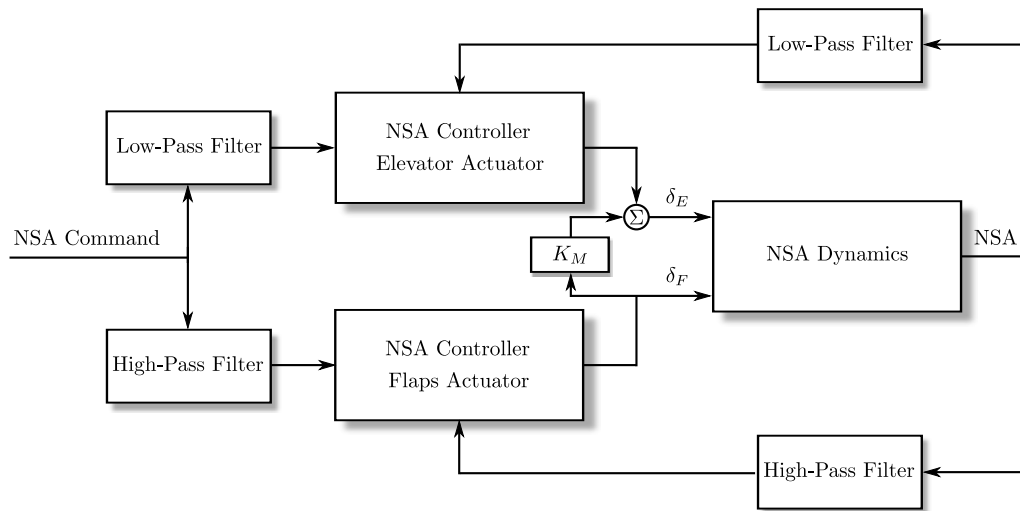 Low-Pass Filter
NSA Controller
Elevator Actuator
Low-Pass Filter
Σ
δ_E
NSA Command
K_M
NSA Dynamics
NSA
δ_F
High-Pass Filter
NSA Controller
Flaps Actuator
High-Pass Filter